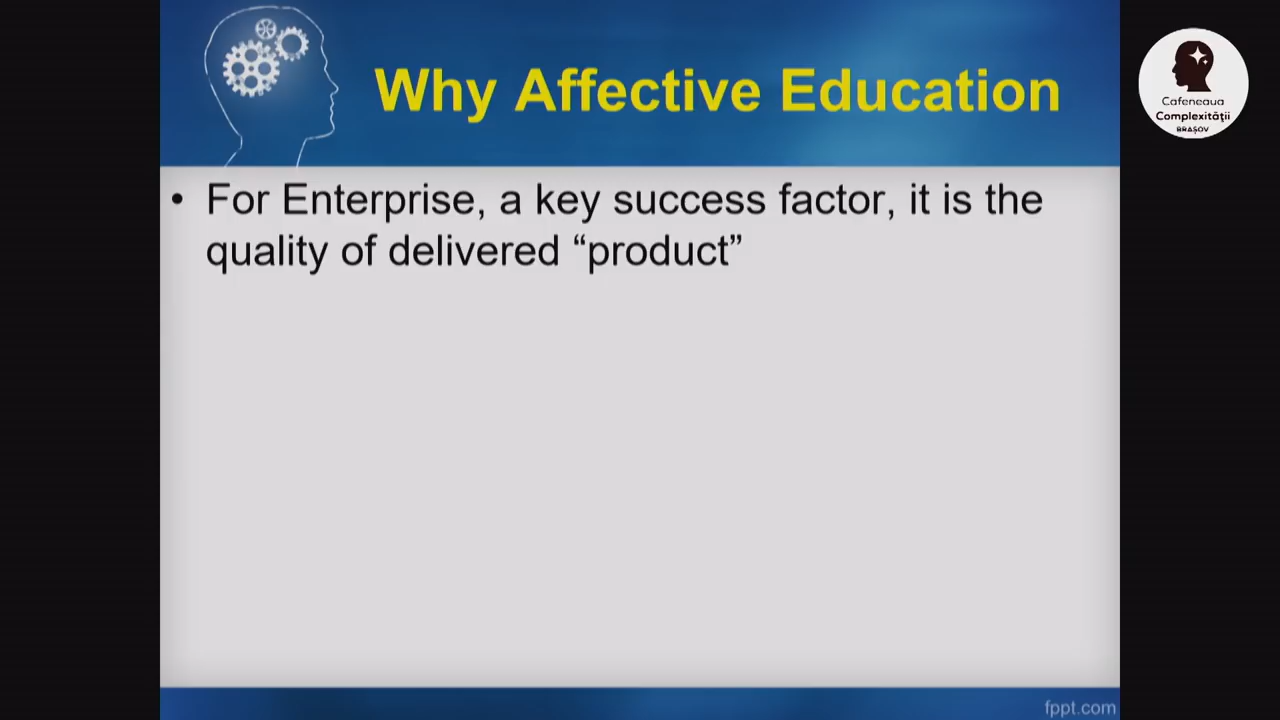 Why Affective Education
• For Enterprise, a key success factor, it is the
quality of delivered “product”
Cafeneaua
Complexității
BRAȘOV
fppt.com